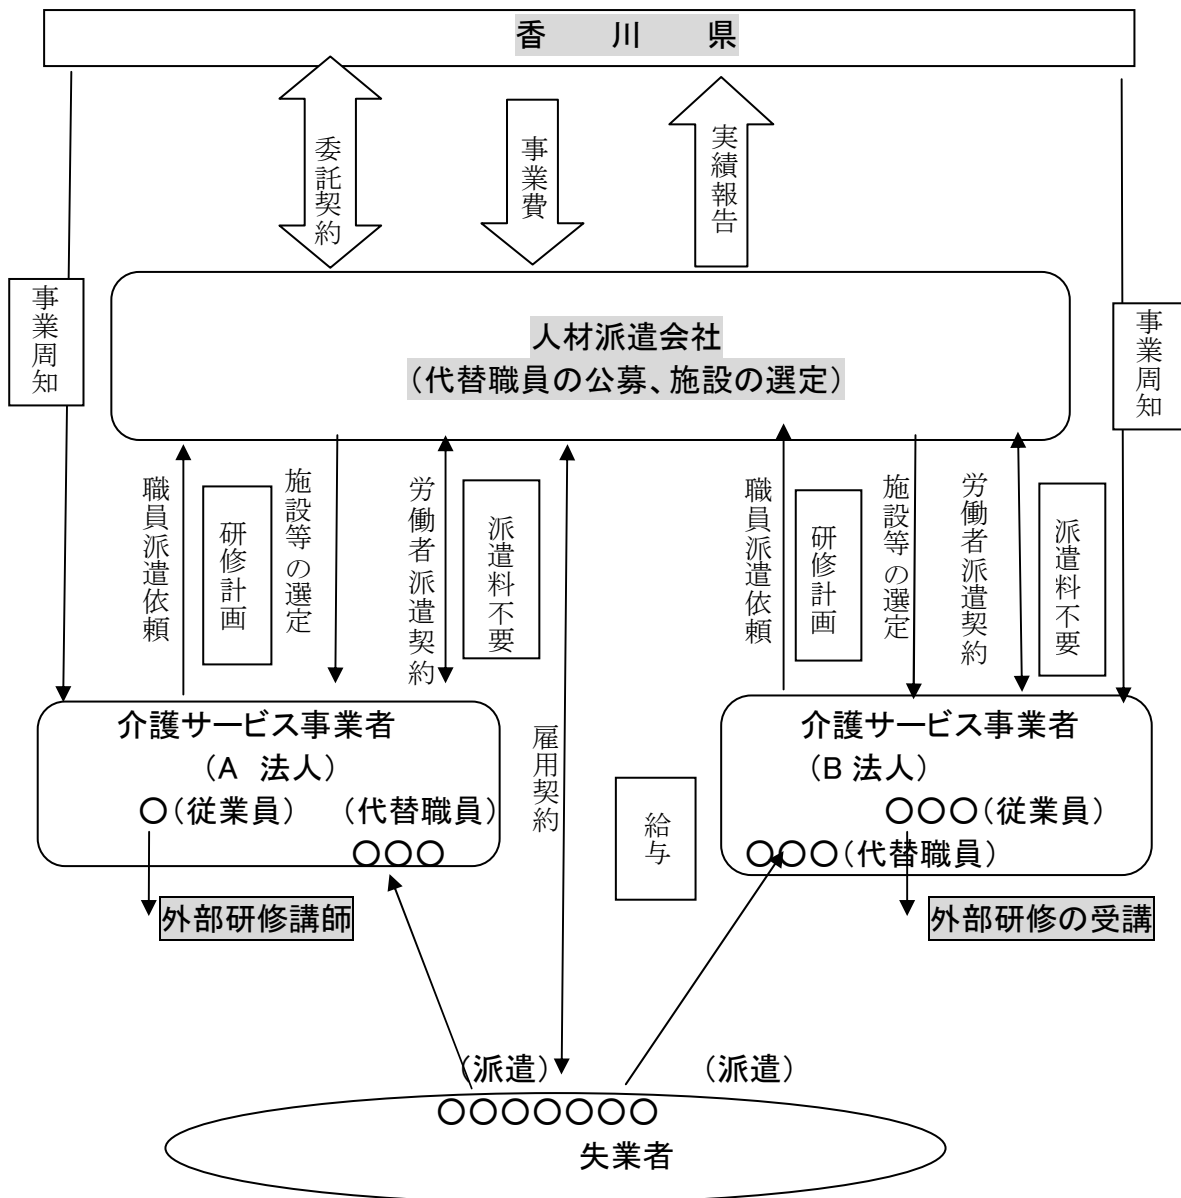 香　川　県
委託契約
事業費
実績報告
事業周知
事業周知
人材派遣会社
（代替職員の公募、施設の選定）
職員派遣依頼
研修計画
施設等の選定
労働者派遣契約
派遣料不要
職員派遣依頼
研修計画
施設等の選定
労働者派遣契約
派遣料不要
介護サービス事業者
（A　法人）
○（従業員）　（代替職員）
○○○
雇用契約
給与
介護サービス事業者
（B 法人）
○○○（従業員）
○○○（代替職員）
外部研修講師
外部研修の受講
（派遣）　（派遣）
○○○○○○○
失業者